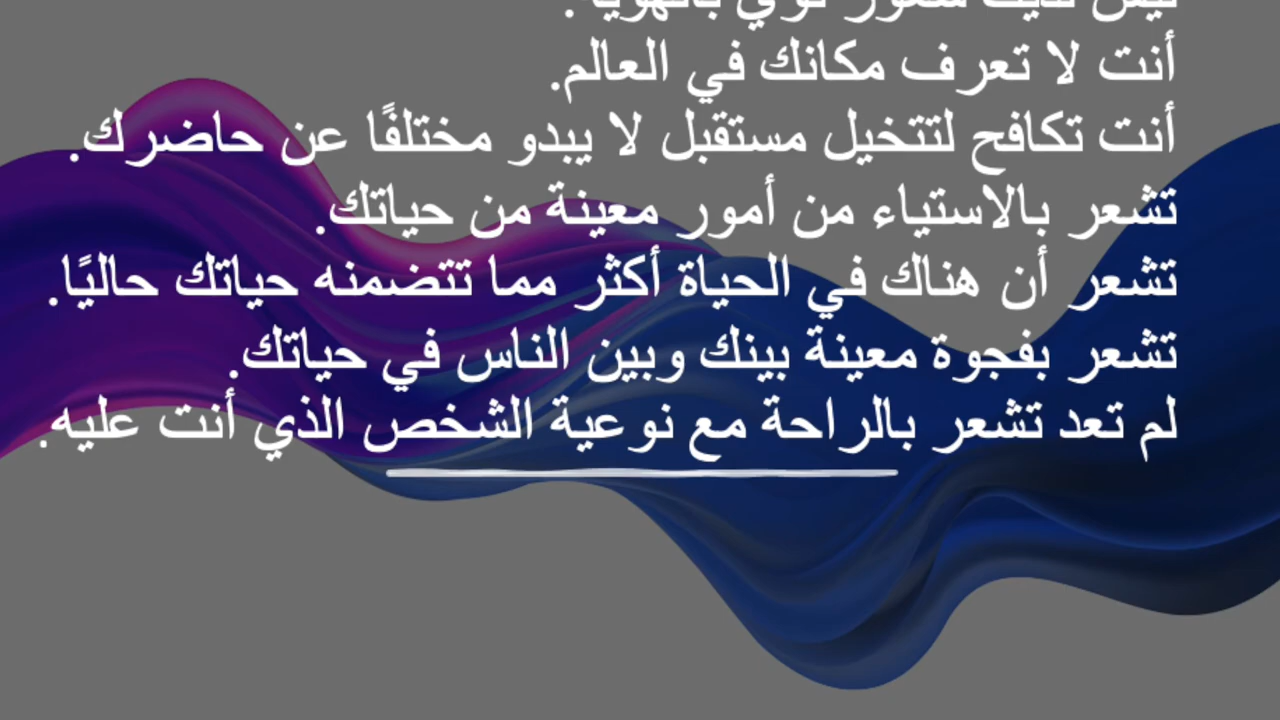 أنت لا تعرف مكانك في العالم.
أنت تكافح لتتخيل مستقبل لا يبدو مختلفًا عن حاضرك.
تشعر بالاستياء من أمور معينة من حياتك.
تشعر أن هناك في الحياة أكثر مما تتضمنه حياتك حاليًا.
تشعر بفجوة معينة بينك وبين الناس في حياتك.
لم تعد تشعر بالراحة مع نوعية الشخص الذي أنت عليه.